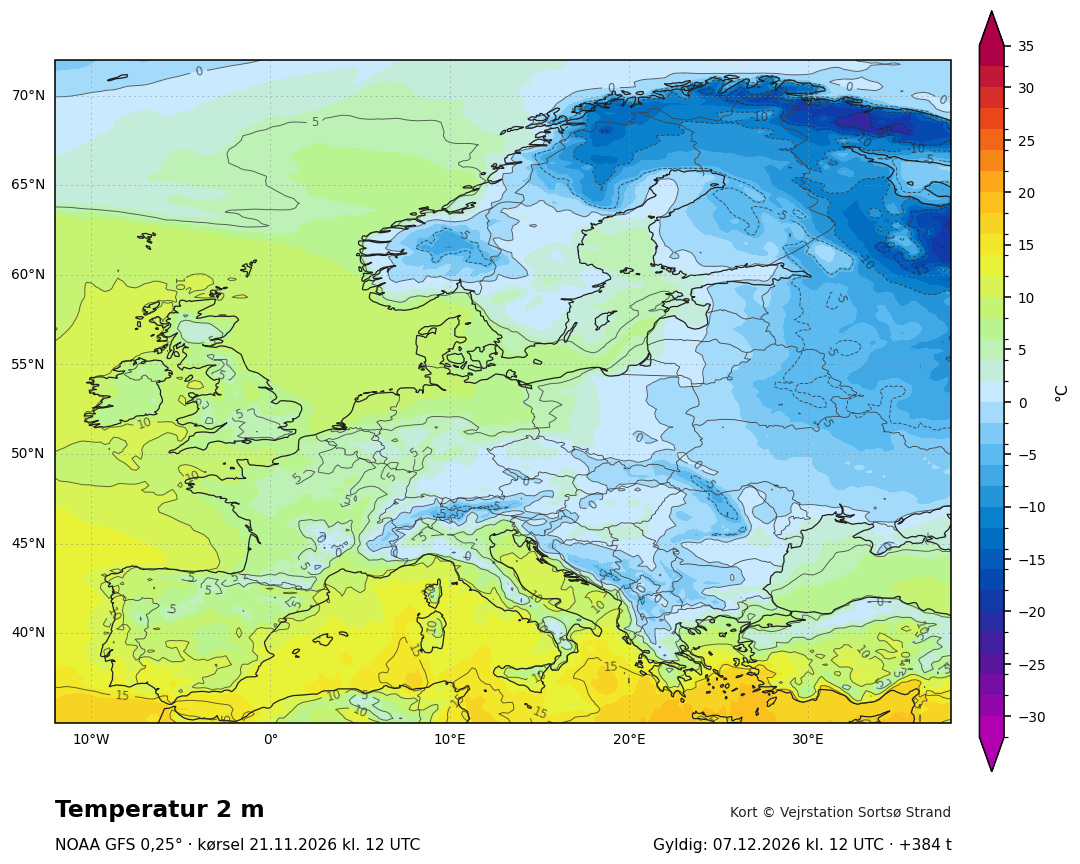 70°N
65°N
60°N
55°N
50°N
45°N
40°N
10°W 0° 10°E 20°E 30°E
35
30
25
20
15
10
5
0
−5
−10
−15
−20
−25
−30
°C
Temperatur 2 m
Kort © Vejrstation Sortsø Strand
NOAA GFS 0,25° · kørsel 21.11.2026 kl. 12 UTC
Gyldig: 07.12.2026 kl. 12 UTC · +384 t